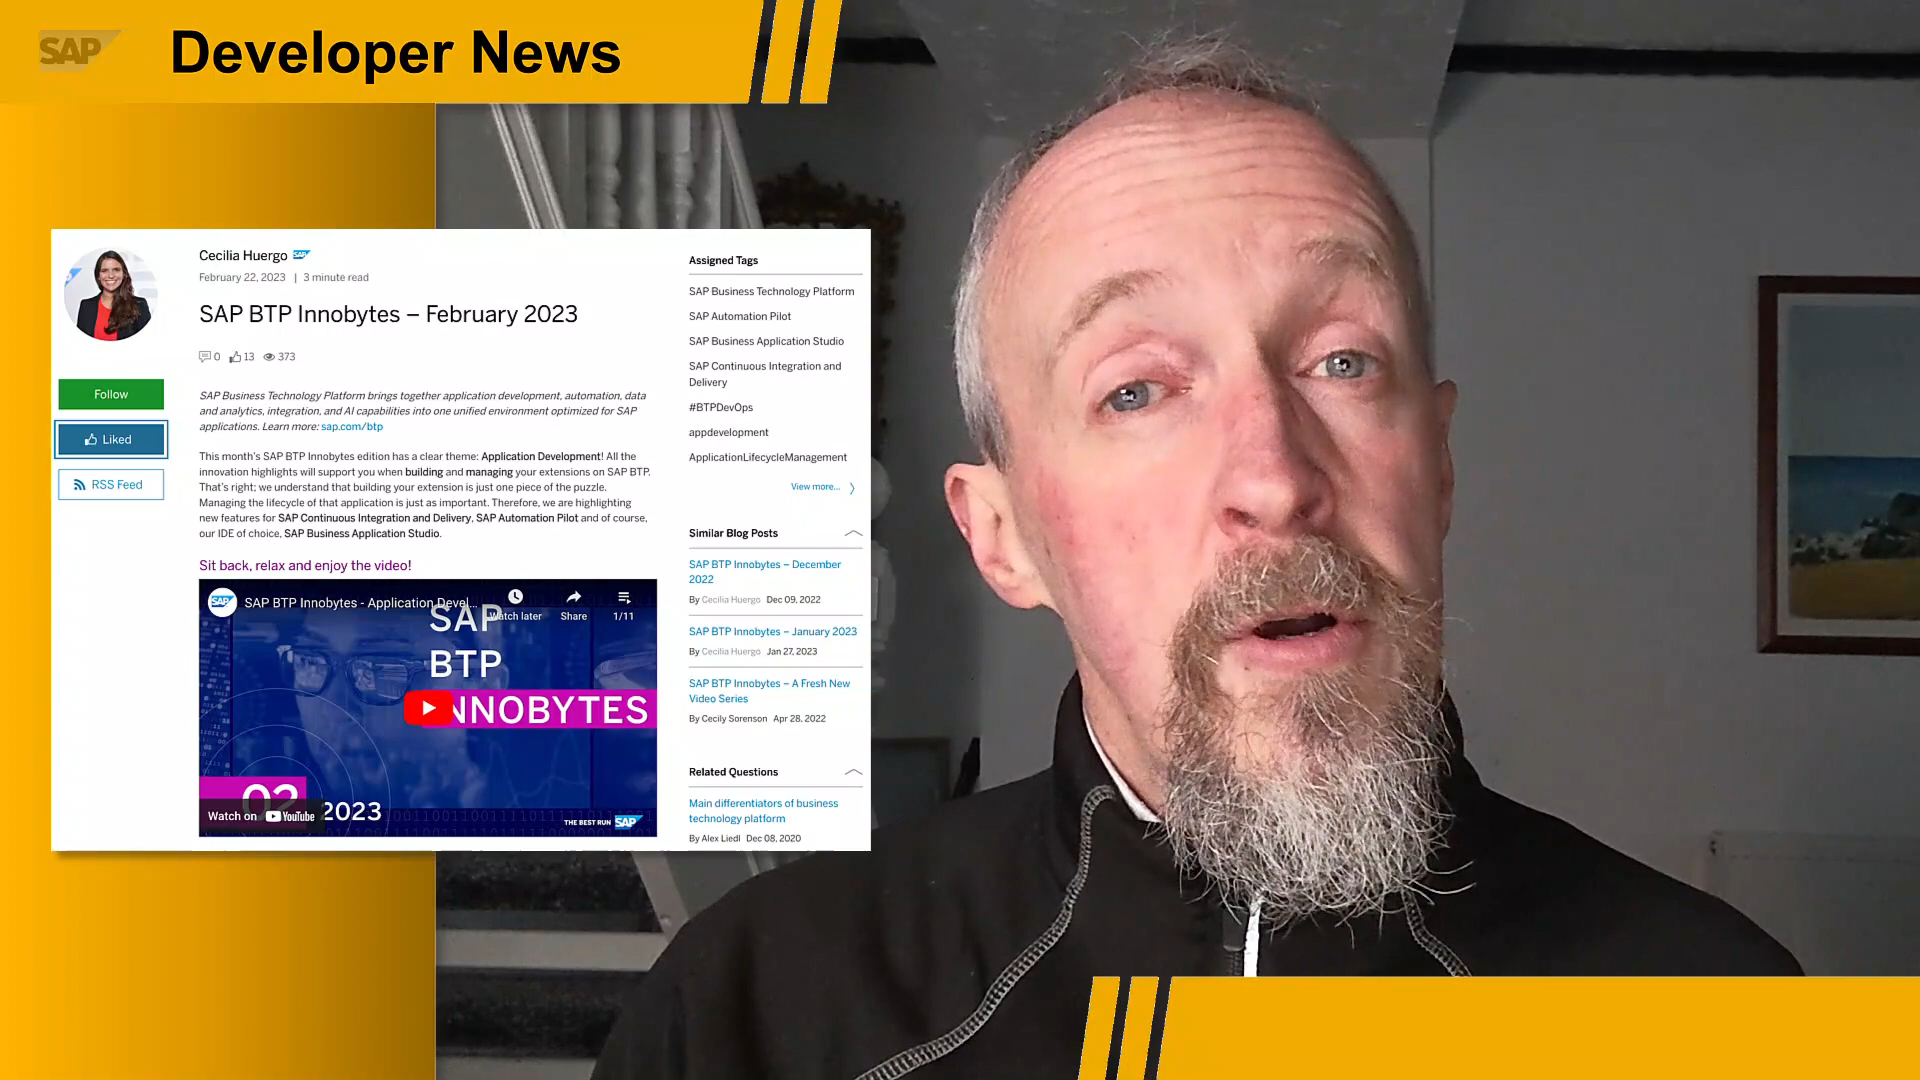 SAP
Developer News
Cecilia Huergo SAP
February 22, 2023 | 3 minute read
SAP BTP Innobytes – February 2023
0 13 373
Follow
Liked
RSS Feed
SAP Business Technology Platform brings together application development, automation, data
and analytics, integration, and AI capabilities into one unified environment optimized for SAP
applications. Learn more: sap.com/btp
This month's SAP BTP Innobytes edition has a clear theme: Application Development! All the
innovation highlights will support you when building and managing your extensions on SAP BTP.
That's right; we understand that building your extension is just one piece of the puzzle.
Managing the lifecycle of that application is just as important. Therefore, we are highlighting
new features for SAP Continuous Integration and Delivery, SAP Automation Pilot and of course,
our IDE of choice, SAP Business Application Studio.
Sit back, relax and enjoy the video!
SAP
SAP BTP Innobytes - Application Devel...
Watch later
Share
1/11
SAP
BTP
INNOBYTES
02
2023
Watch on YouTube
THE BEST RUN SAP
Assigned Tags
SAP Business Technology Platform
SAP Automation Pilot
SAP Business Application Studio
SAP Continuous Integration and
Delivery
#BTPDevOps
appdevelopment
ApplicationLifecycleManagement
View more...
Similar Blog Posts
SAP BTP Innobytes – December
2022
By Cecilia Huergo Dec 09, 2022
SAP BTP Innobytes – January 2023
By Cecilia Huergo Jan 27, 2023
SAP BTP Innobytes – A Fresh New
Video Series
By Cecily Sorenson Apr 28, 2022
Related Questions
Main differentiators of business
technology platform
By Alex Liedl Dec 08, 2020